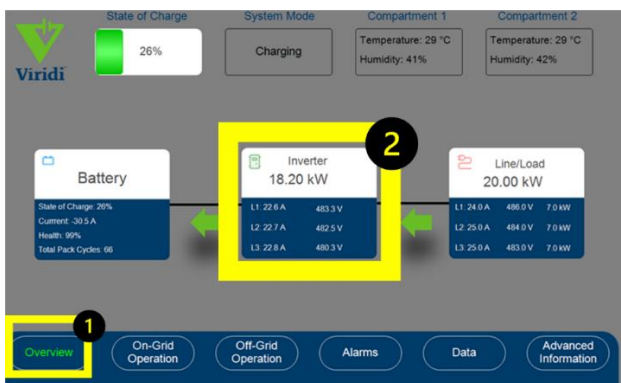 State of Charge
System Mode
Compartment 1
Compartment 2
Viridi
26%
Charging
Temperature: 29 °C
Humidity: 41%
Temperature: 29 °C
Humidity: 42%
2
Battery
State of Charge: 26%
Current: -30.5 A
Health: 99%
Total Pack Cycles: 66
Inverter
18.20 kW
L1: 22.6 A 483.3 V
L2: 22.7 A 482.5 V
L3: 22.8 A 480.3 V
Line/Load
20.00 kW
L1: 24.0 A 486.0 V 7.0 kW
L2: 25.0 A 484.0 V 7.0 kW
L3: 25.0 A 483.0 V 7.0 kW
1
Overview
On-Grid
Operation
Off-Grid
Operation
Alarms
Data
Advanced
Information